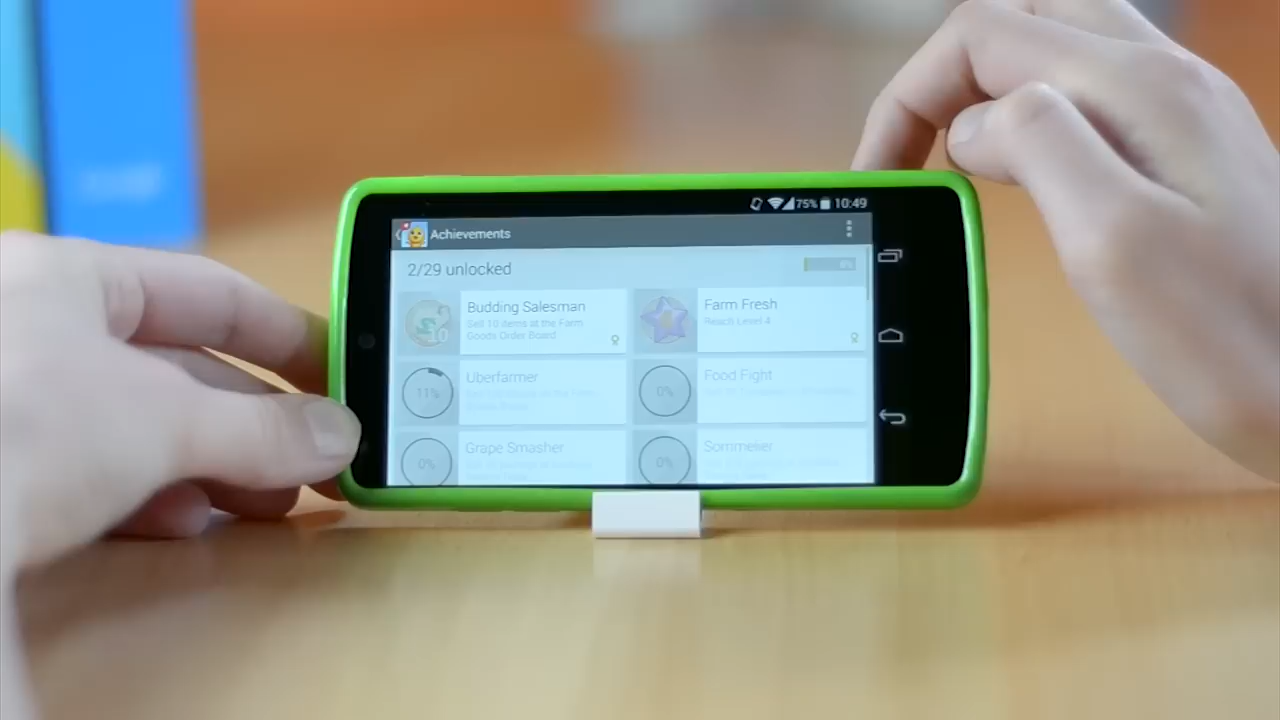 75% 10:49
Achievements
2/29 unlocked
Budding Salesman
Sell 10 items at the Farm
Goods Order Board
Farm Fresh
Reach Level 4
Uberfarmer
11%
Food Fight
0%
Grape Smasher
0%
Sommelier
0%